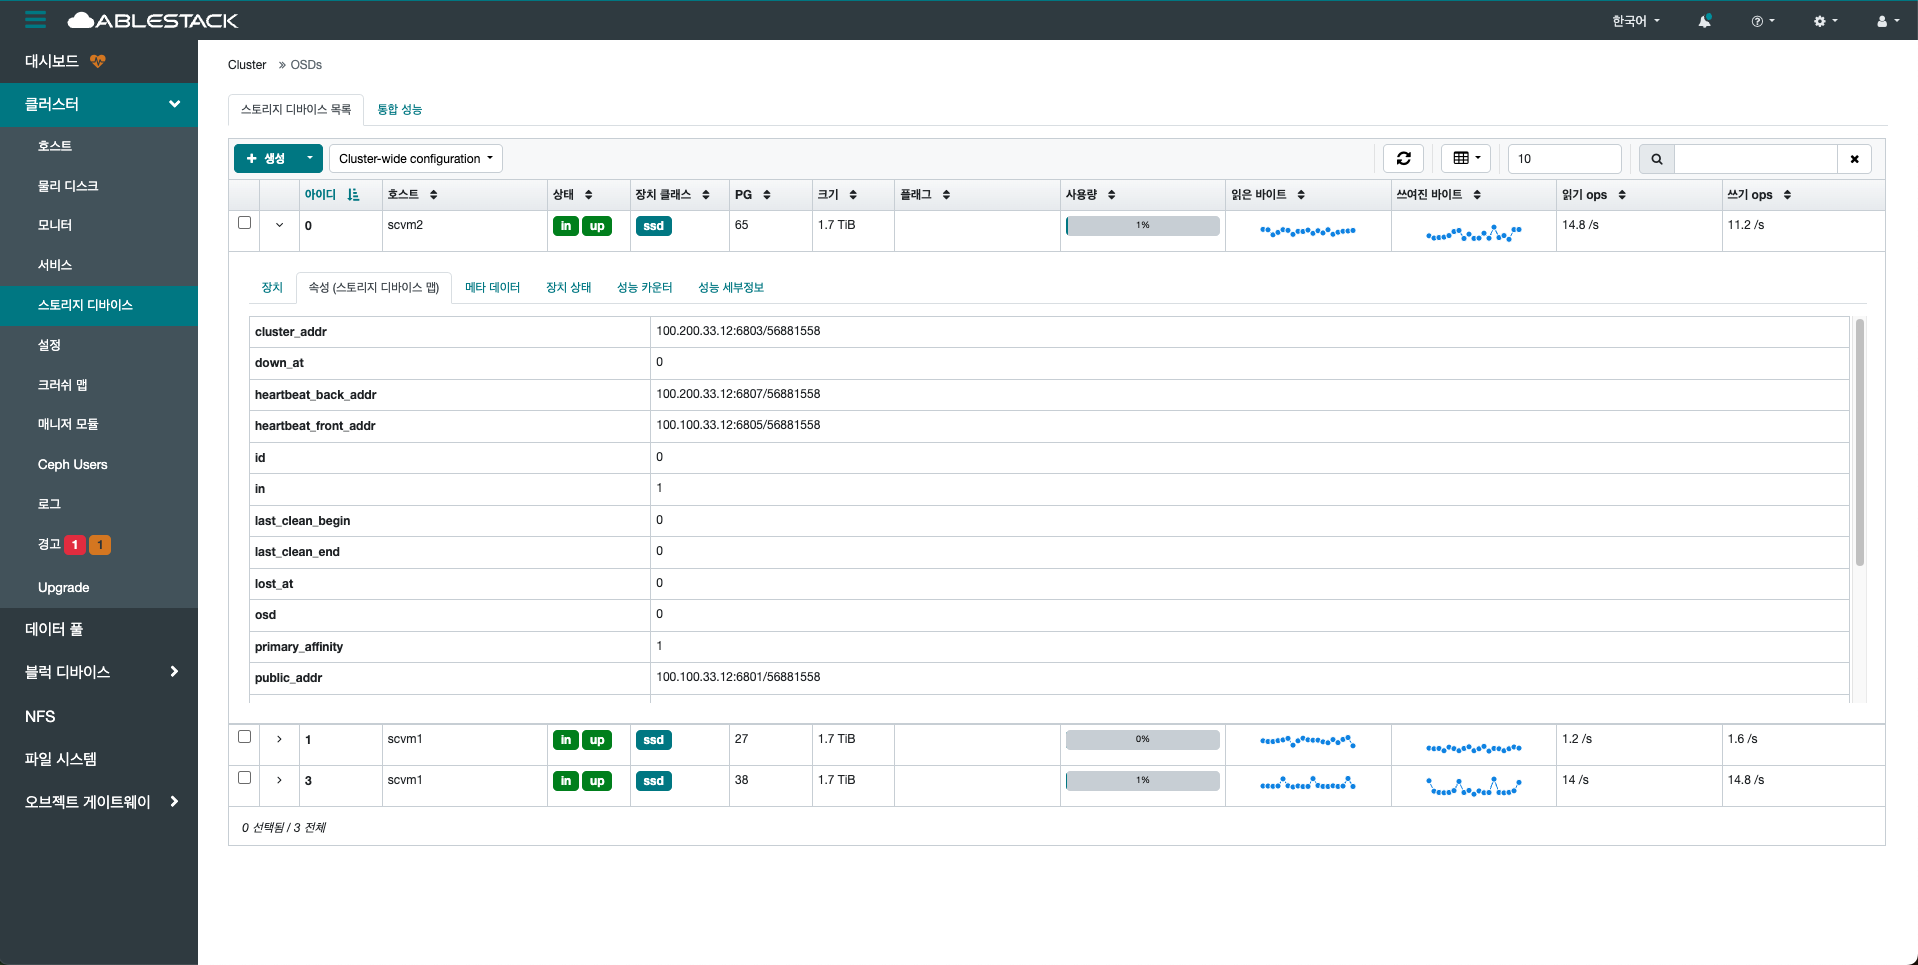 ABLESTACK
한국어
대시보드
클러스터
호스트
물리 디스크
모니터
서비스
스토리지 디바이스
설정
크러쉬 맵
매니저 모듈
Ceph Users
로그
경고 1 1
Upgrade
데이터 풀
블럭 디바이스
NFS
파일 시스템
오브젝트 게이트웨이
Cluster » OSDs
스토리지 디바이스 목록 통합 성능
+ 생성 Cluster-wide configuration 10
아이디 호스트 상태 장치 클래스 PG 크기 플래그 사용량 읽은 바이트 쓰여진 바이트 읽기 ops 쓰기 ops
0 scvm2 in up ssd 65 1.7 TiB 1% 14.8 /s 11.2 /s
장치 속성 (스토리지 디바이스 맵) 메타 데이터 장치 상태 성능 카운터 성능 세부정보
cluster_addr 100.200.33.12:6803/56881558
down_at 0
heartbeat_back_addr 100.200.33.12:6807/56881558
heartbeat_front_addr 100.100.33.12:6805/56881558
id 0
in 1
last_clean_begin 0
last_clean_end 0
lost_at 0
osd 0
primary_affinity 1
public_addr 100.100.33.12:6801/56881558
1 scvm1 in up ssd 27 1.7 TiB 0% 1.2 /s 1.6 /s
3 scvm1 in up ssd 38 1.7 TiB 1% 14 /s 14.8 /s
0 선택됨 / 3 전체